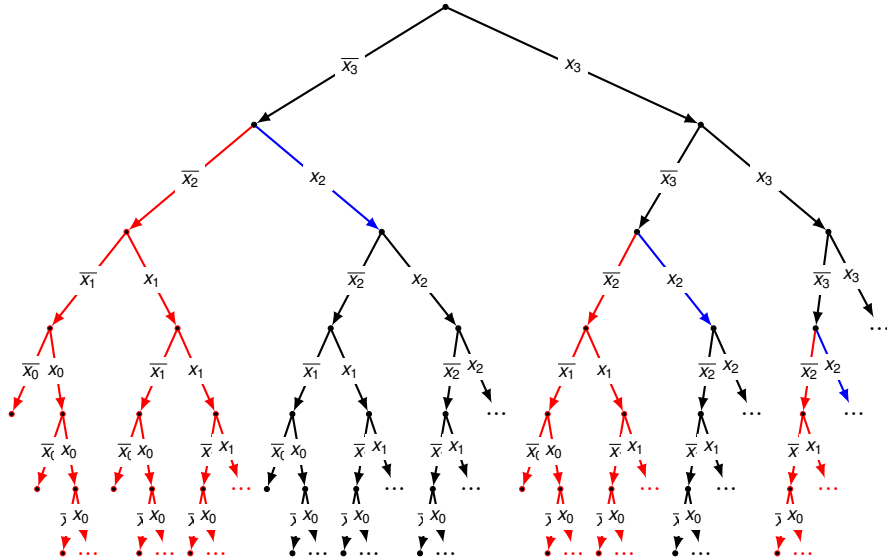 x̅₃ x₃
x̅₂ x₂ x̅₃ x₃
x̅₁ x₁ x̅₂ x₂ x̅₂ x₂ x̅₃ x₃
...
x̅₀ x₀ x̅₁ x₁ x̅₁ x₁ x̅₂ x₂ x̅₁ x₁ x̅₂ x₂ x̅₂ x₂
... ... ...
x₀ x₀ x₁ x₀ x₁ x₁ x₀ x₁ x₁ x₁
... ... ... ... ... ...
x₀ x₀ x₀ x₀ x₀ x₀ x₀ x₀ x₀ x₀
... ... ... ... ... ... ... ... ... ...